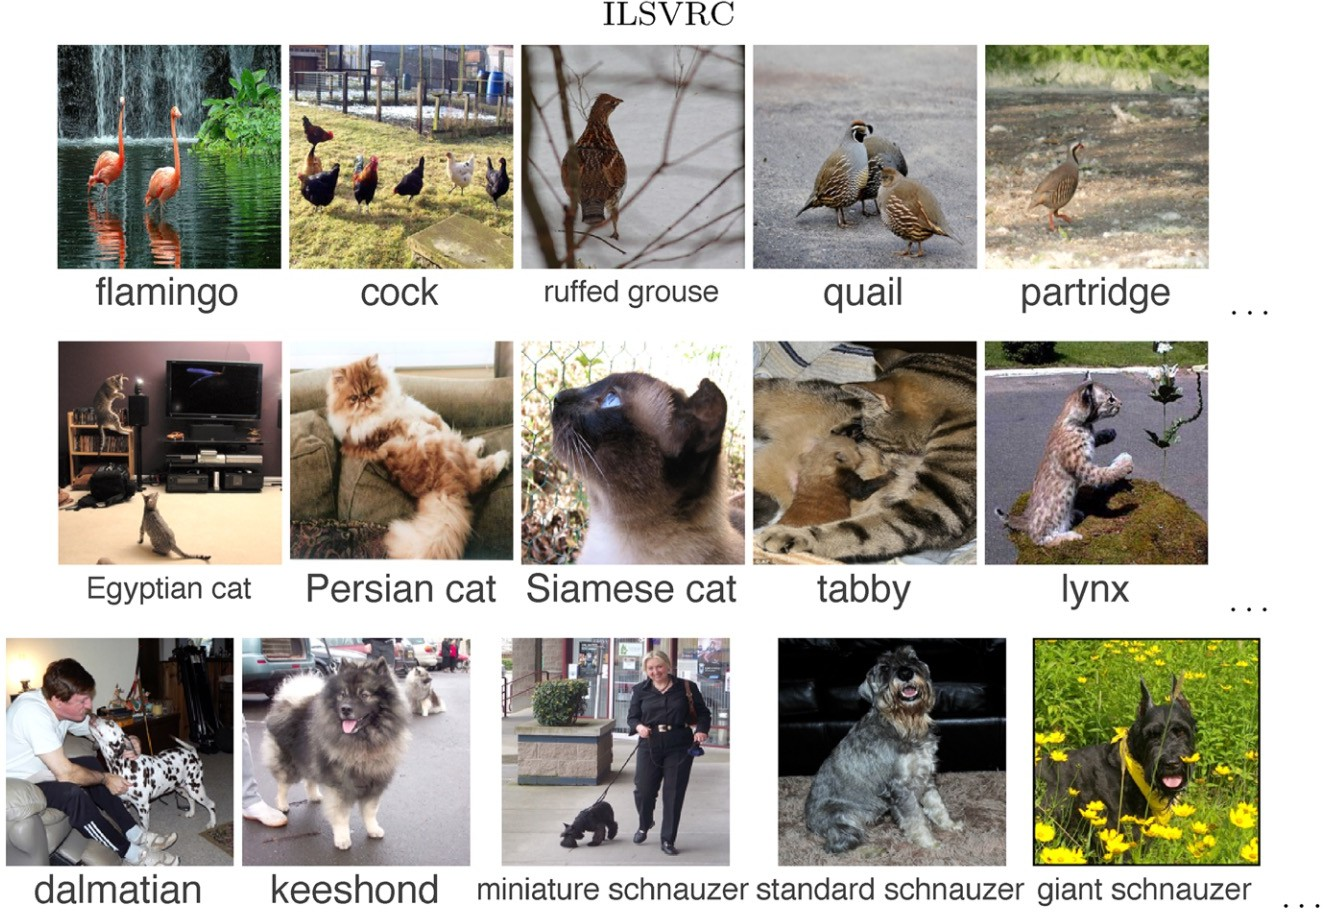 ILSVRC
flamingo cock ruffed grouse quail partridge ...
Egyptian cat Persian cat Siamese cat tabby lynx ...
dalmatian keeshond miniature schnauzer standard schnauzer giant schnauzer ...